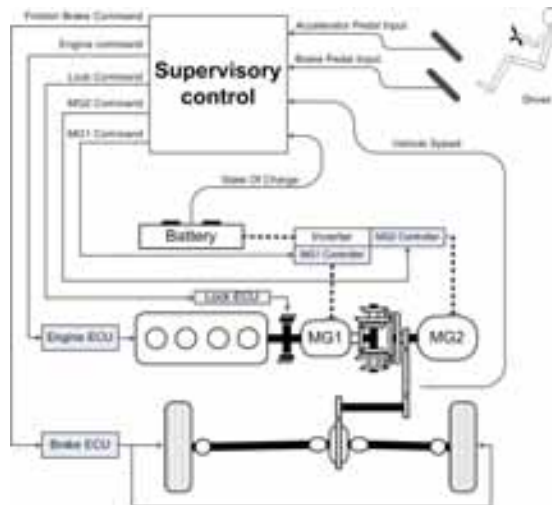 Friction Brake Command
Engine command
Lock Command
MG2 Command
MG1 Command
Supervisory
control
Accelerator Pedal Input
Brake Pedal Input
Driver
Vehicle Speed
State Of Charge
Battery
Inverter
MG2 Controller
MG1 Controller
Lock ECU
Engine ECU
MG1
MG2
Brake ECU